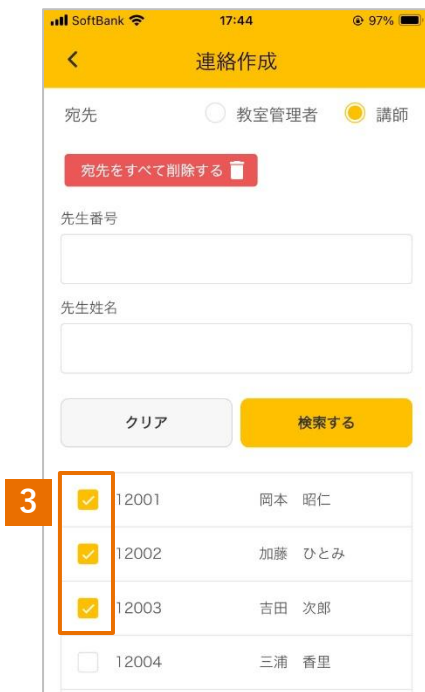 SoftBank 17:44 97%
連絡作成
宛先 教室管理者 講師
宛先をすべて削除する
先生番号
先生姓名
クリア 検索する
3
12001 岡本 昭仁
12002 加藤 ひとみ
12003 吉田 次郎
12004 三浦 香里